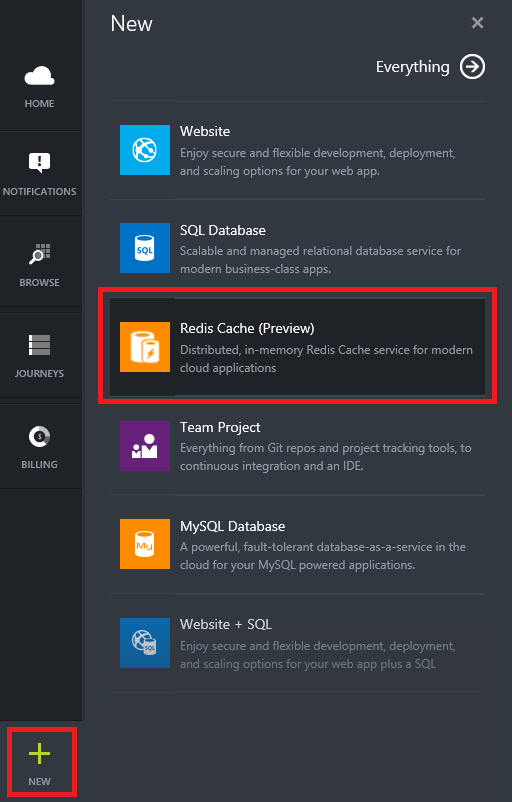 New
Everything
HOME
NOTIFICATIONS
BROWSE
JOURNEYS
BILLING
NEW
Website
Enjoy secure and flexible development, deployment,
and scaling options for your web app.
SQL Database
Scalable and managed relational database service for
modern business-class apps.
SQL
Redis Cache (Preview)
Distributed, in-memory Redis Cache service for modern
cloud applications
Team Project
Everything from Git repos and project tracking tools, to
continuous integration and an IDE.
MySQL Database
A powerful, fault-tolerant database-as-a-service in the
cloud for your MySQL powered applications.
My
Website + SQL
Enjoy secure and flexible development, deployment,
and scaling options for your web app plus a SQL
SQL